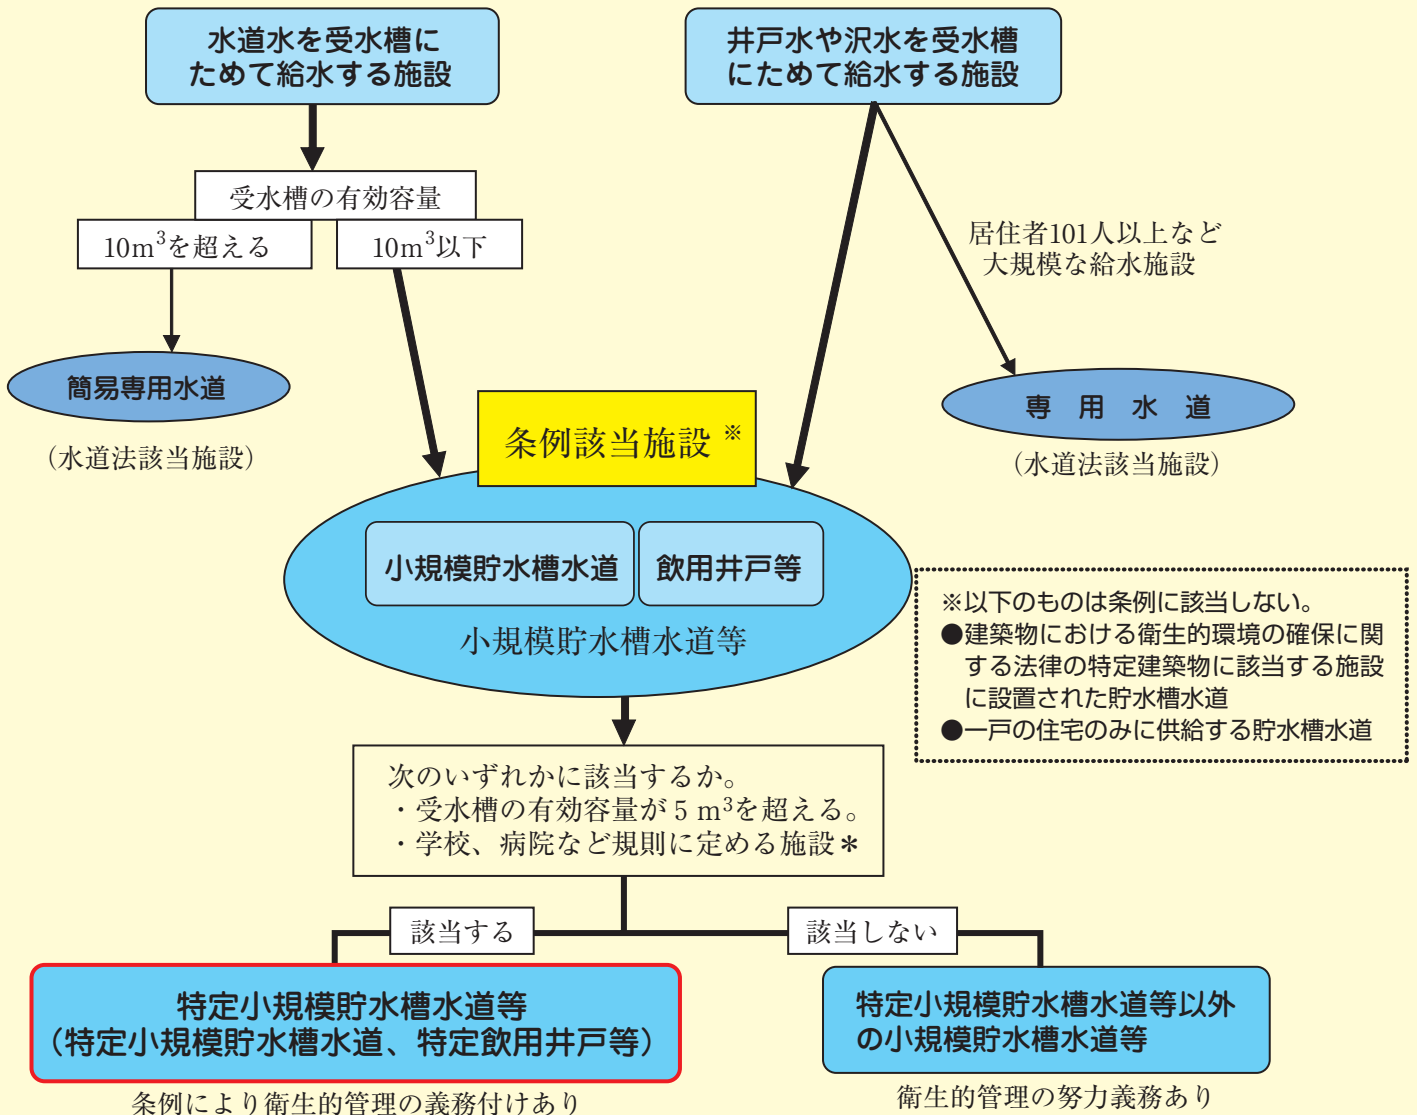 水道水を受水槽に
ためて給水する施設
井戸水や沢水を受水槽
にためて給水する施設
受水槽の有効容量
10m³を超える
10m³以下
居住者101人以上など
大規模な給水施設
簡易専用水道
（水道法該当施設）
専 用 水 道
（水道法該当施設）
条例該当施設※
小規模貯水槽水道
飲用井戸等
小規模貯水槽水道等
※以下のものは条例に該当しない。
●建築物における衛生的環境の確保に関
する法律の特定建築物に該当する施設
に設置された貯水槽水道
●一戸の住宅のみに供給する貯水槽水道
次のいずれかに該当するか。
・受水槽の有効容量が5 m³を超える。
・学校、病院など規則に定める施設＊
該当する
該当しない
特定小規模貯水槽水道等
（特定小規模貯水槽水道、特定飲用井戸等）
条例により衛生的管理の義務付けあり
特定小規模貯水槽水道等以外
の小規模貯水槽水道等
衛生的管理の努力義務あり